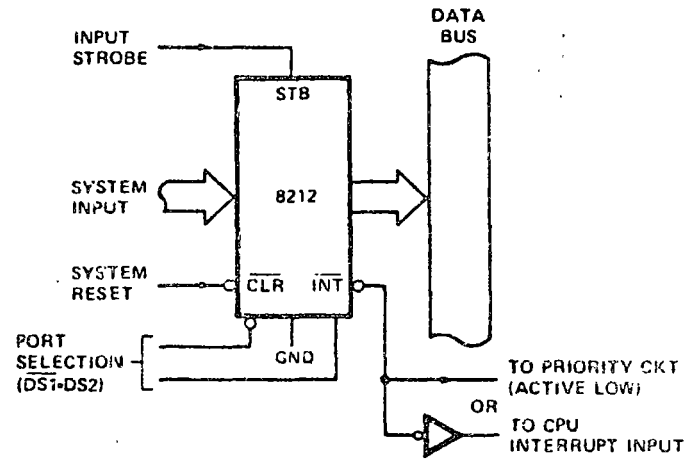 DATA
BUS
INPUT
STROBE
STB
SYSTEM
INPUT
8212
SYSTEM
RESET
CLR
INT
PORT
SELECTION
(DS1•DS2)
GND
TO PRIORITY CKT
(ACTIVE LOW)
OR
TO CPU
INTERRUPT INPUT